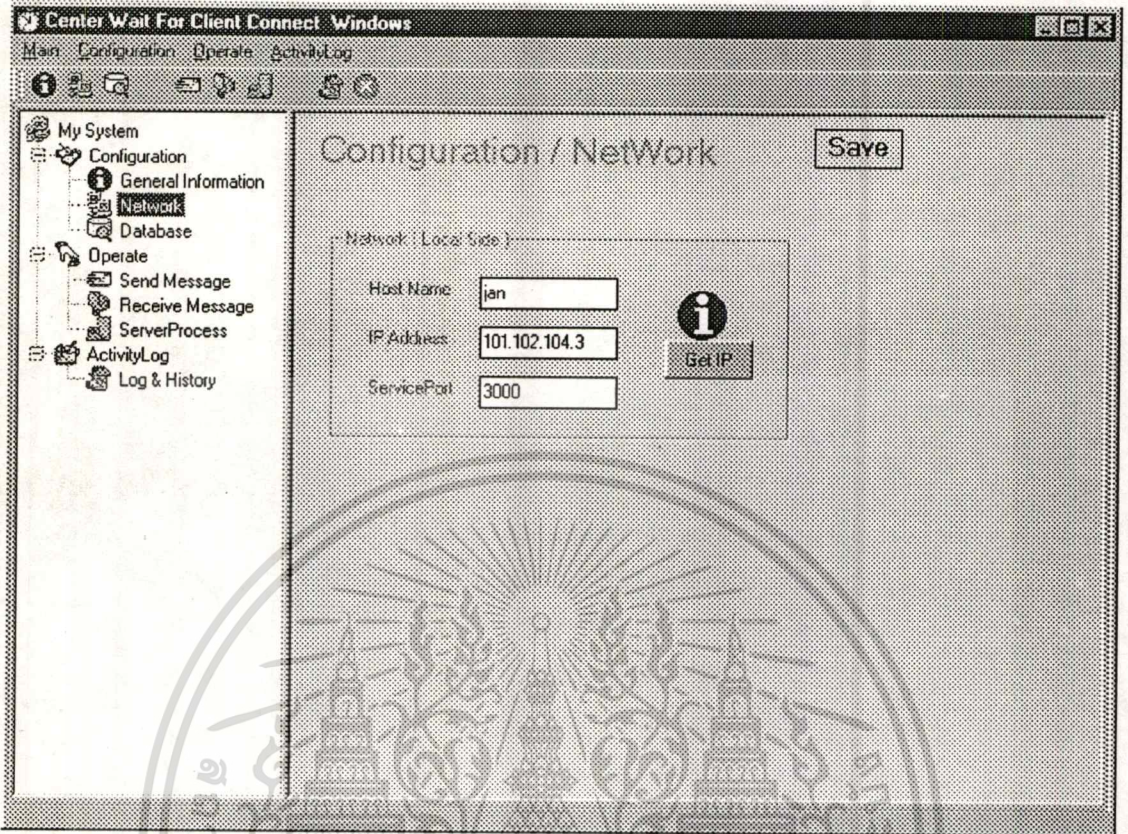 Center Wait For Client Connect Windows
Main Configuration Operate ActivityLog
My System
Configuration
General Information
Network
Database
Operate
Send Message
Receive Message
ServerProcess
ActivityLog
Log & History
Configuration / NetWork
Save
Network ( Local Side )
Host Name
jan
IP Address
101.102.104.3
ServicePort
3000
Get IP